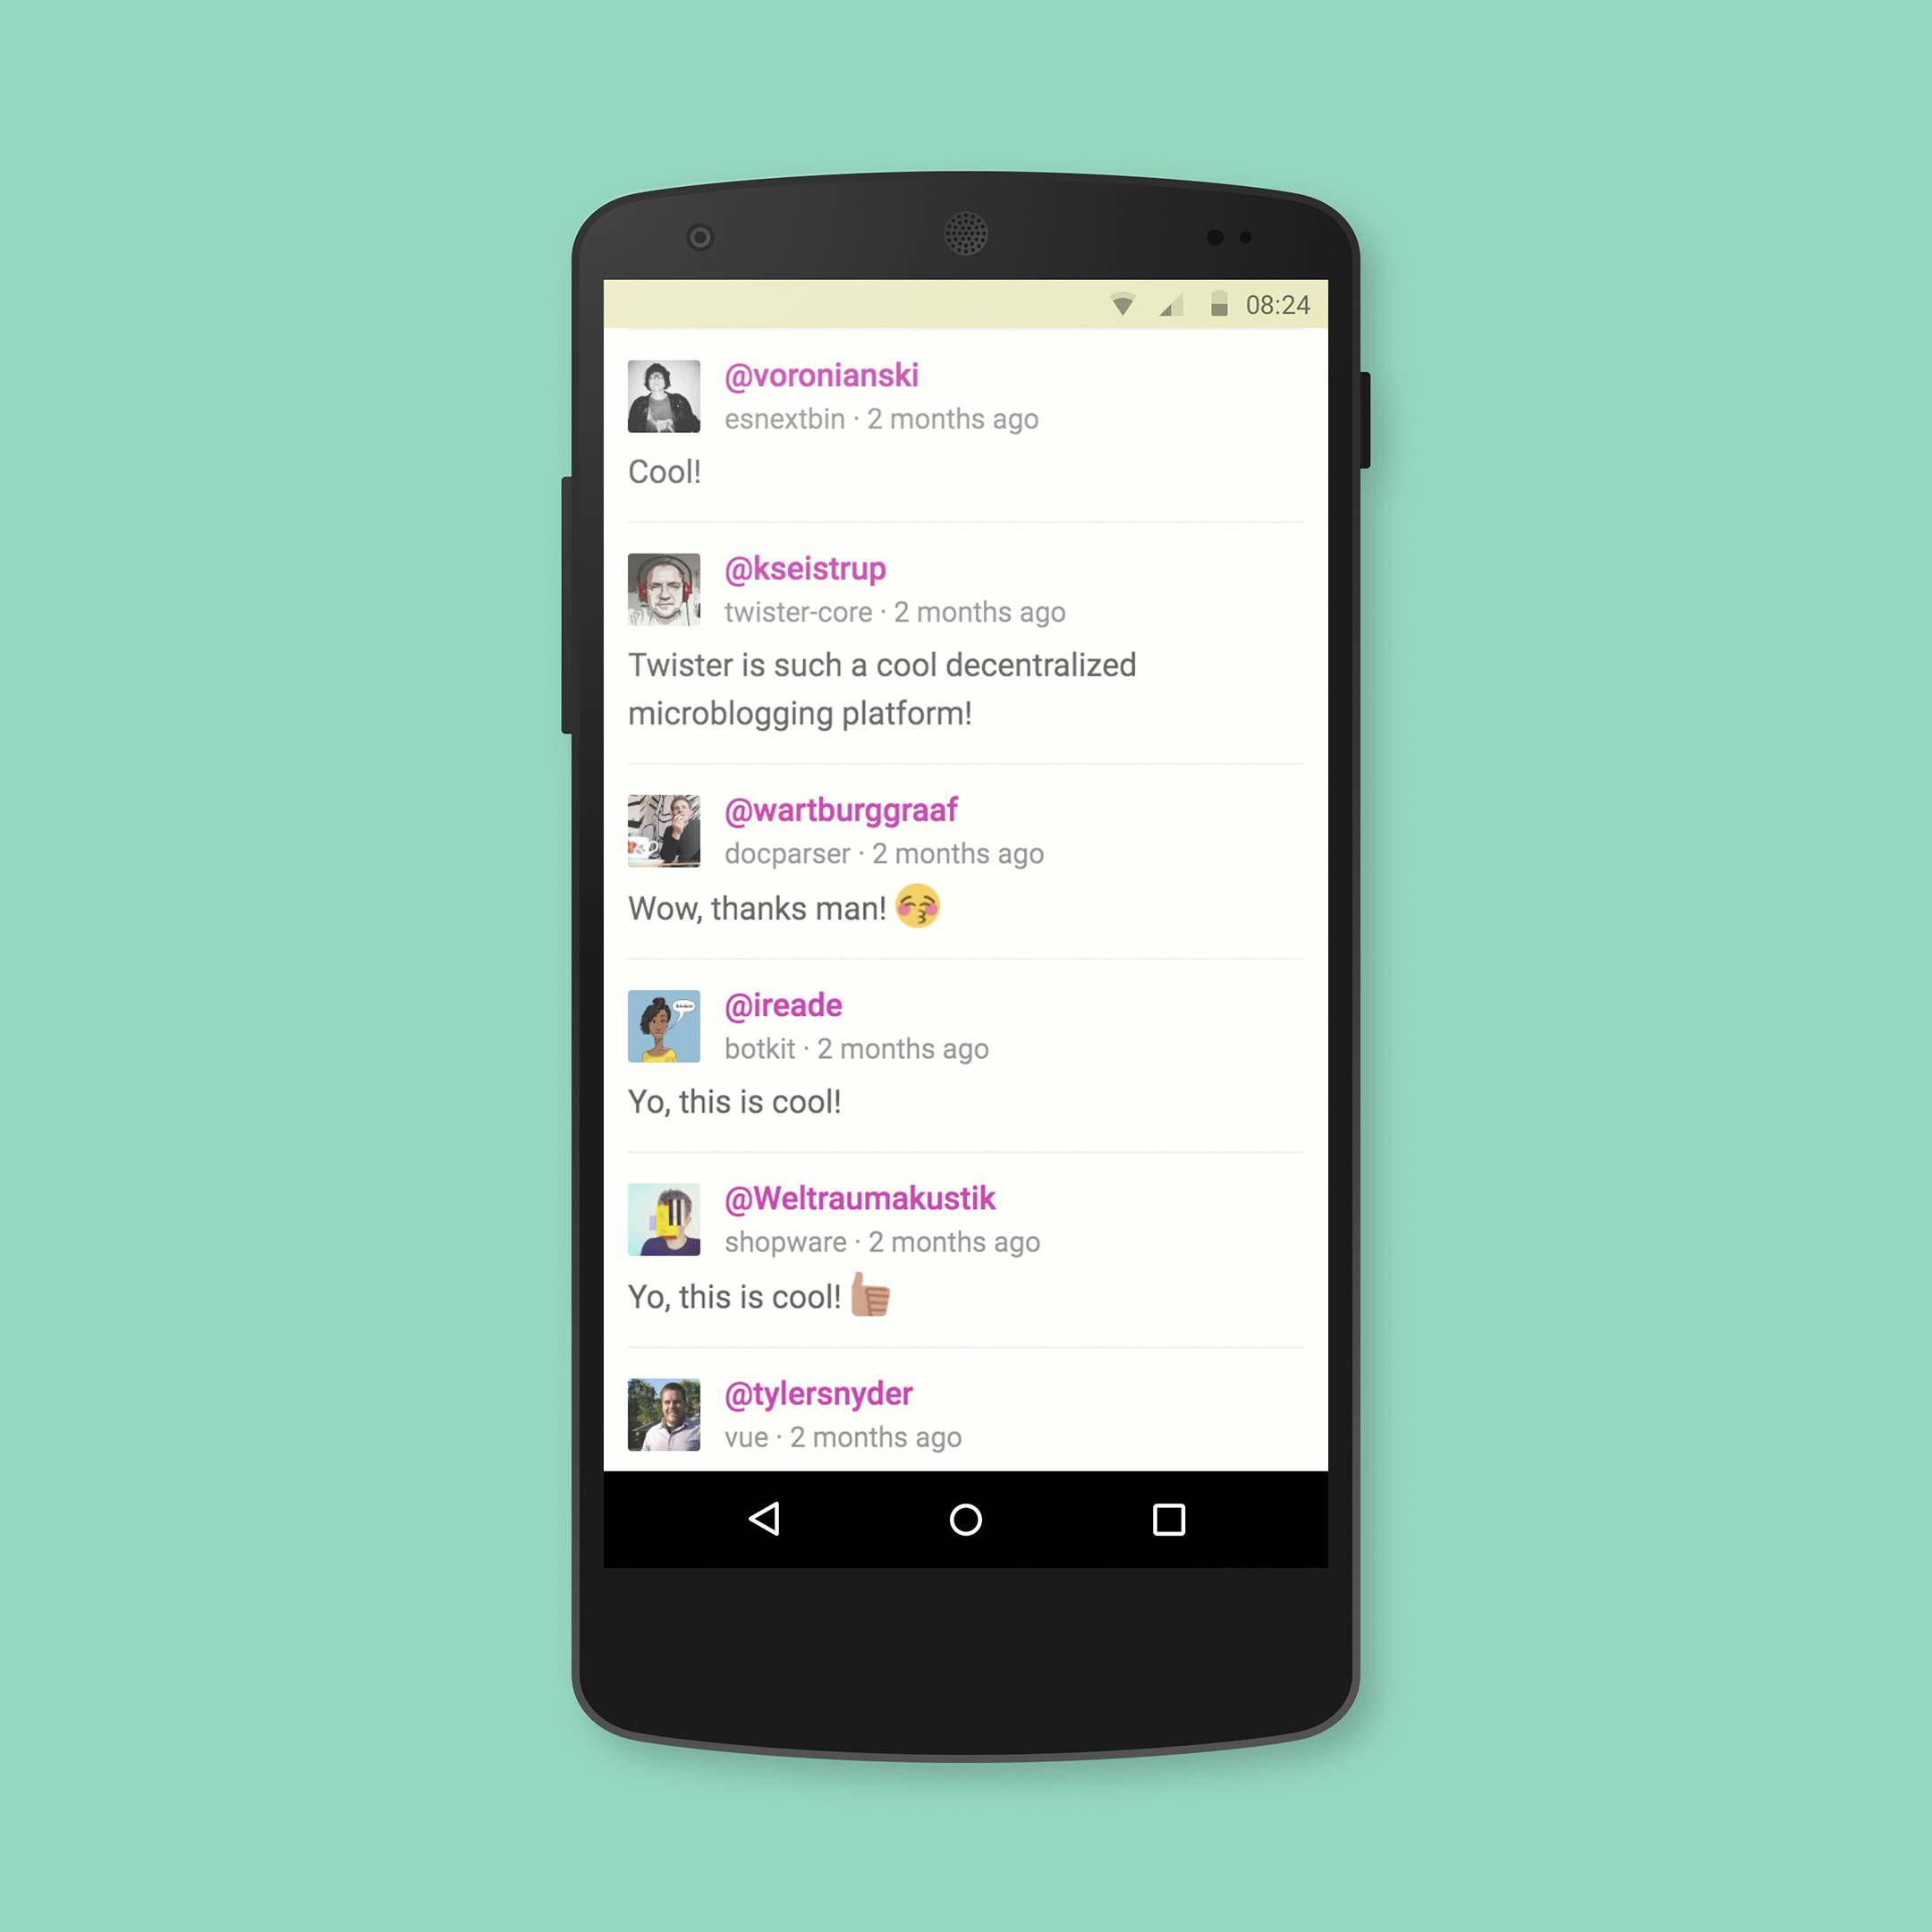 08:24
@voronianski
esnextbin · 2 months ago
Cool!
@kseistrup
twister-core · 2 months ago
Twister is such a cool decentralized
microblogging platform!
@wartburggraaf
docparser · 2 months ago
Wow, thanks man! 😚
@ireade
botkit · 2 months ago
Yo, this is cool!
@Weltraumakustik
shopware · 2 months ago
Yo, this is cool! 👍
@tylersnyder
vue · 2 months ago